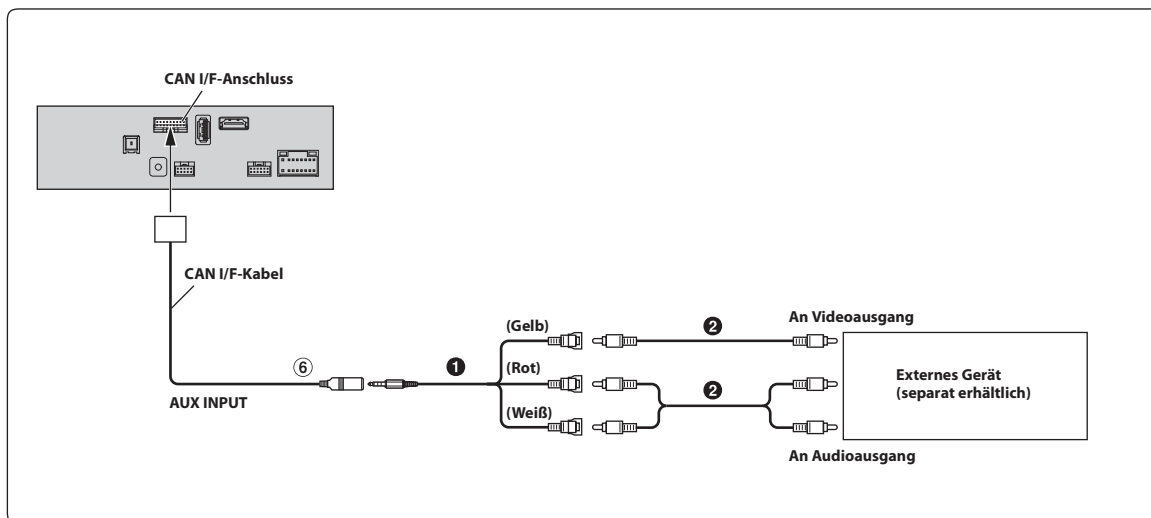 CAN I/F-Anschluss
CAN I/F-Kabel
⑥
AUX INPUT
❶
(Gelb)
(Rot)
(Weiß)
❷
❷
An Videoausgang
Externes Gerät
(separat erhältlich)
An Audioausgang